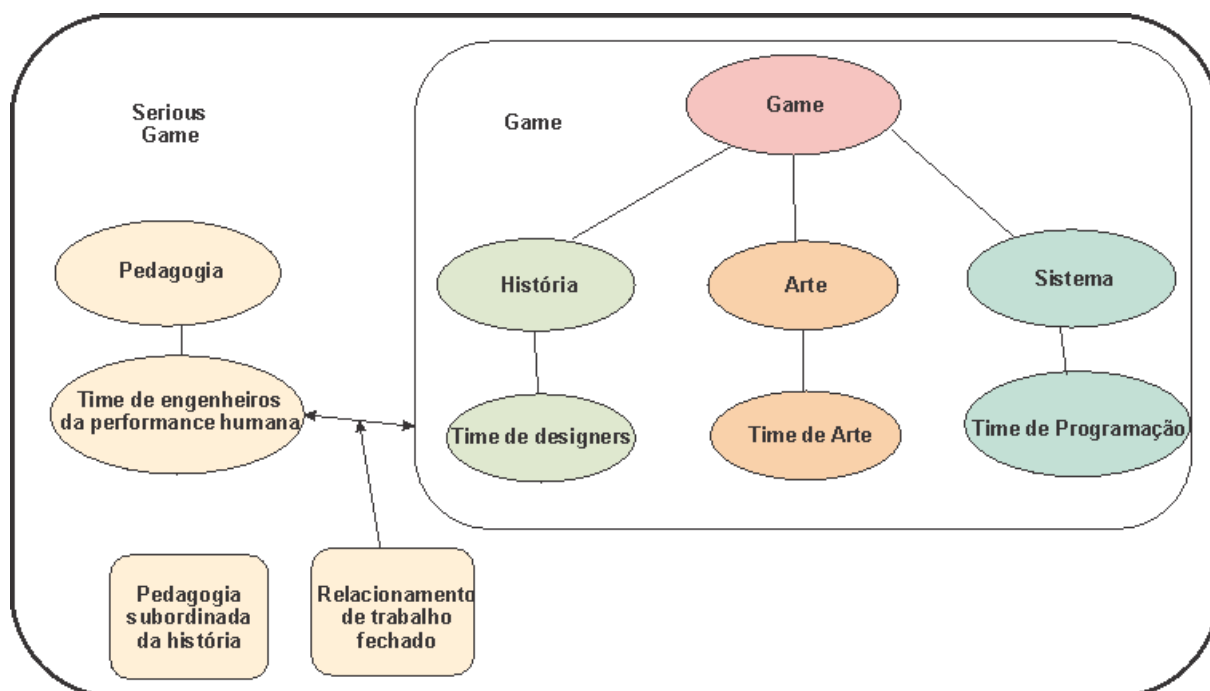 Serious
Game
Game
Game
Pedagogia
História
Arte
Sistema
Time de engenheiros
da performance humana
Time de designers
Time de Arte
Time de Programação
Pedagogia
subordinada
da história
Relacionamento
de trabalho
fechado